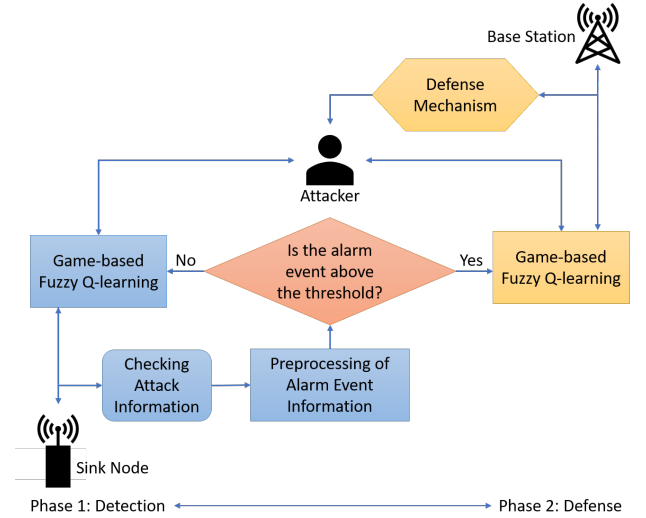 Base Station
Defense
Mechanism
Attacker
Game-based
Fuzzy Q-learning
No
Is the alarm
event above
the threshold?
Yes
Game-based
Fuzzy Q-learning
Checking
Attack
Information
Preprocessing of
Alarm Event
Information
Sink Node
Phase 1: Detection
Phase 2: Defense